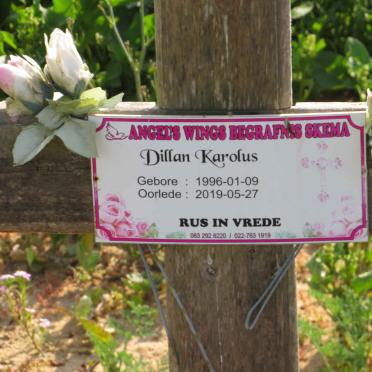 ANGEL'S WINGS BEGRAFNIS SKEMA
Dillan Karolus
Gebore : 1996-01-09
Oorlede : 2019-05-27
RUS IN VREDE
083 292 6220 / 022-783 1919